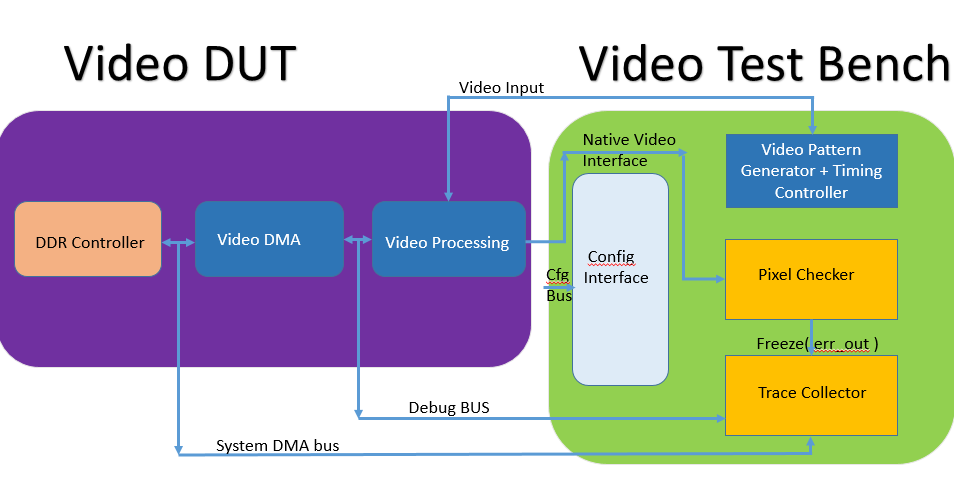 Video DUT
Video Test Bench
Video Input
Native Video
Interface
Video Pattern
Generator + Timing
Controller
DDR Controller
Video DMA
Video Processing
Config
Interface
Cfg
Bus
Pixel Checker
Freeze( err_out )
Trace Collector
Debug BUS
System DMA bus